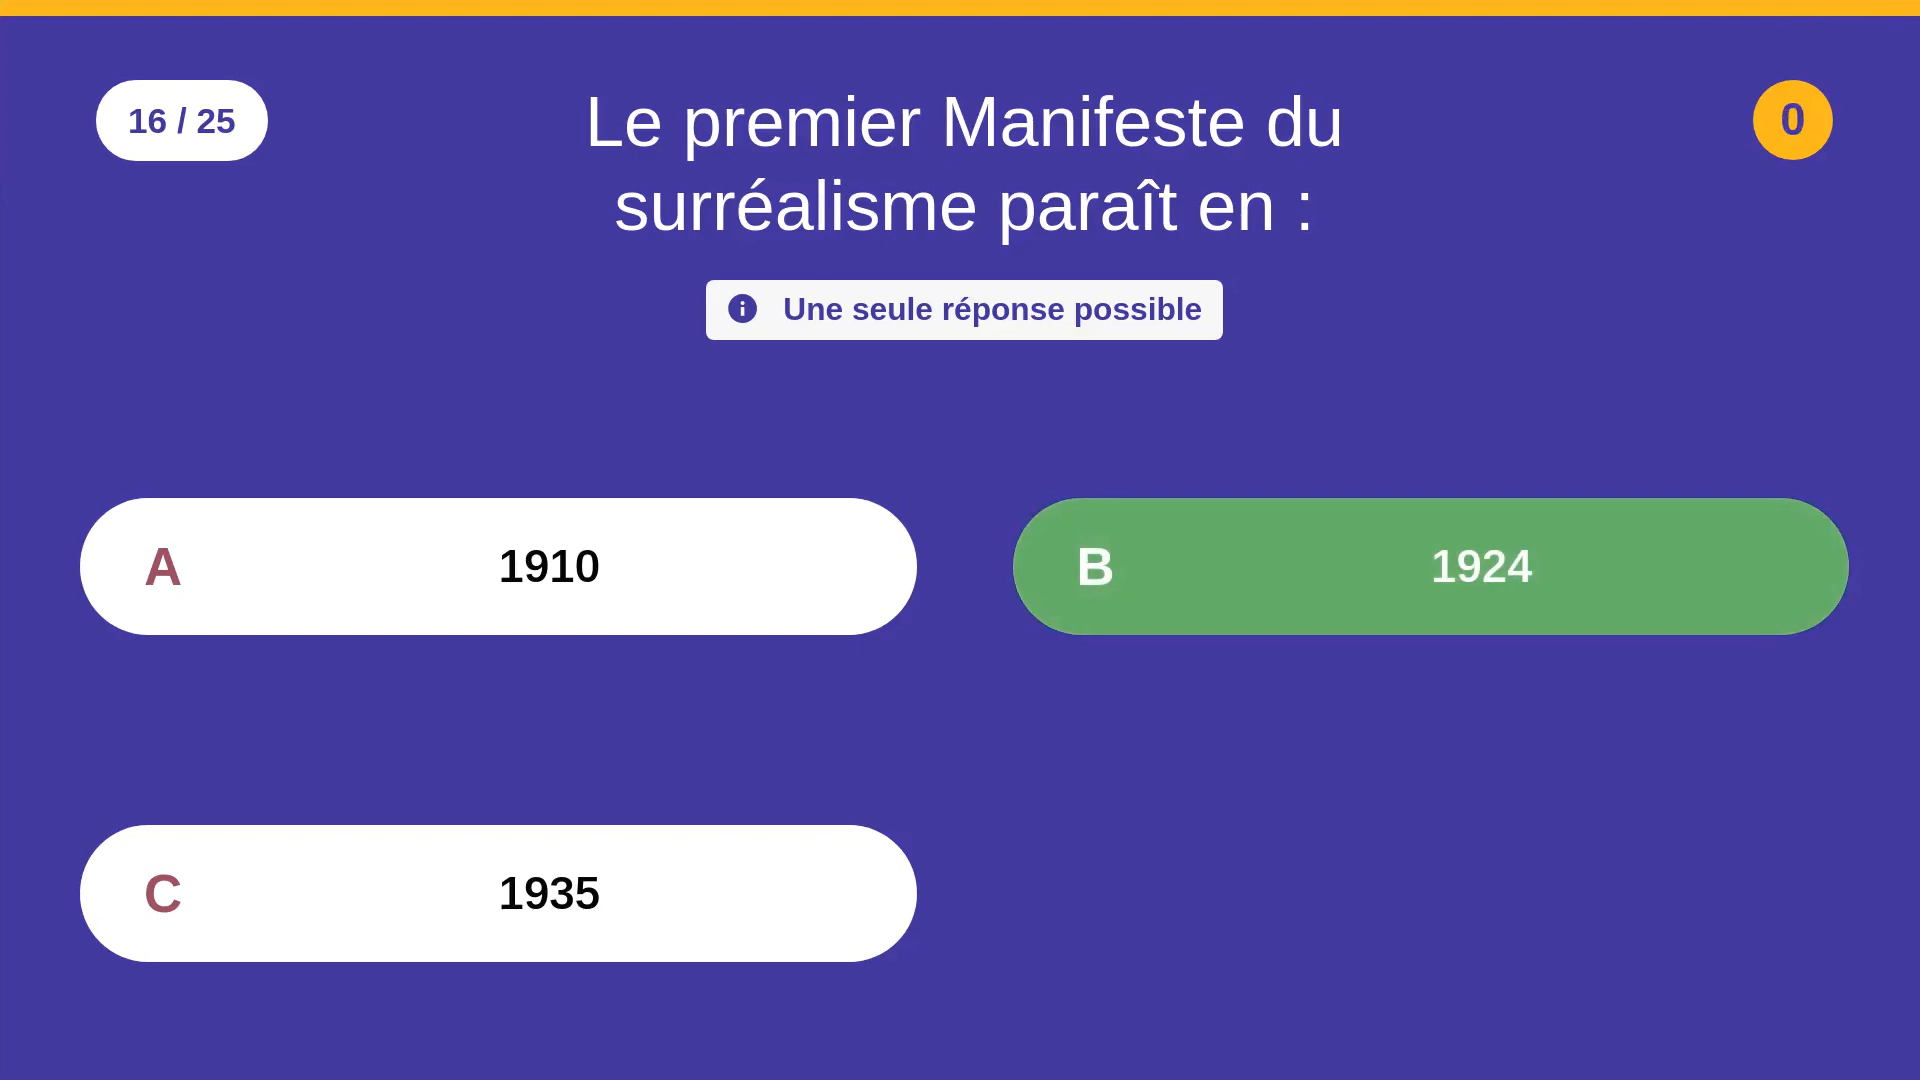 16 / 25
Le premier Manifeste du
surréalisme paraît en :
0
Une seule réponse possible
A 1910
B 1924
C 1935